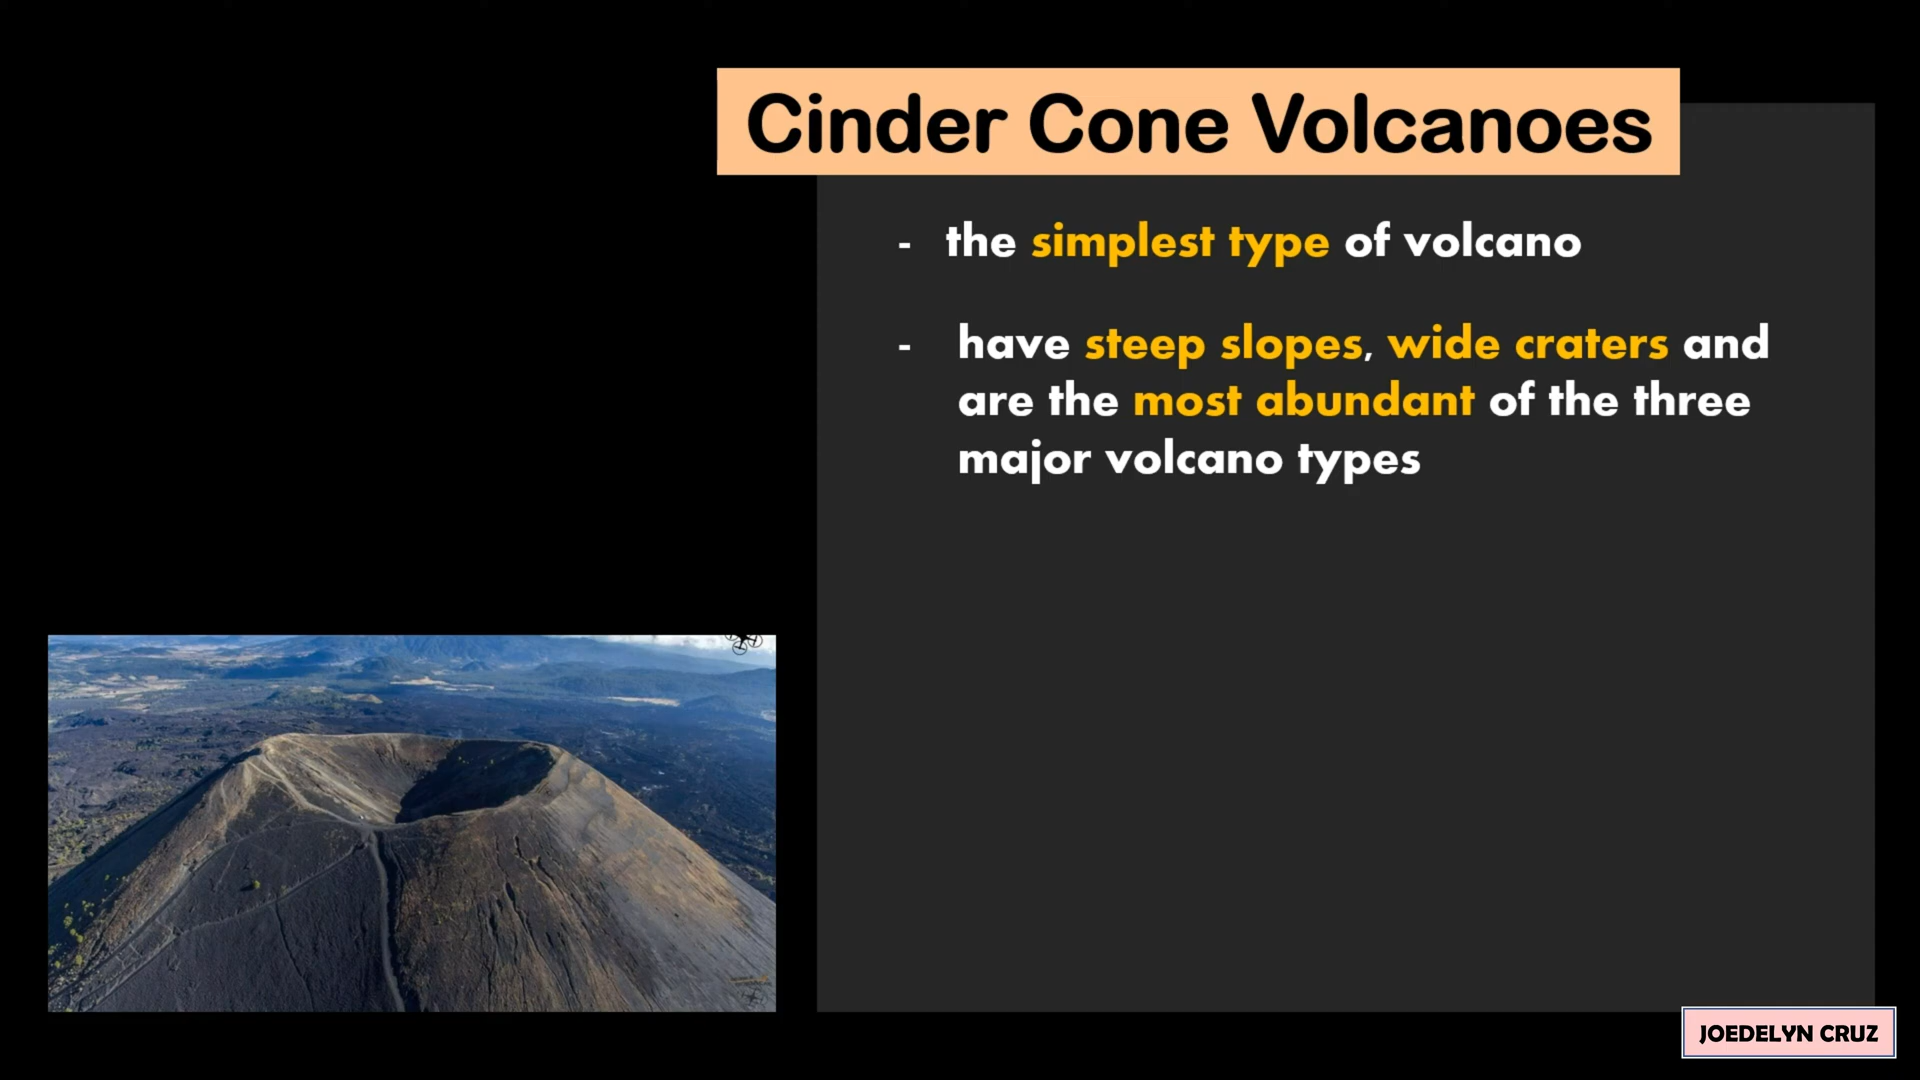 Cinder Cone Volcanoes
- the simplest type of volcano
- have steep slopes, wide craters and
are the most abundant of the three
major volcano types
JOEDELYN CRUZ